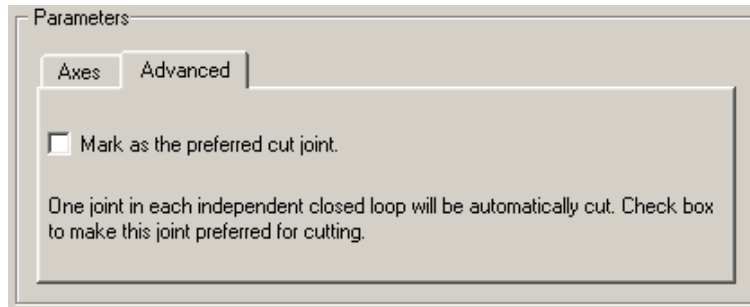 Parameters
Axes Advanced
Mark as the preferred cut joint.
One joint in each independent closed loop will be automatically cut. Check box
to make this joint preferred for cutting.